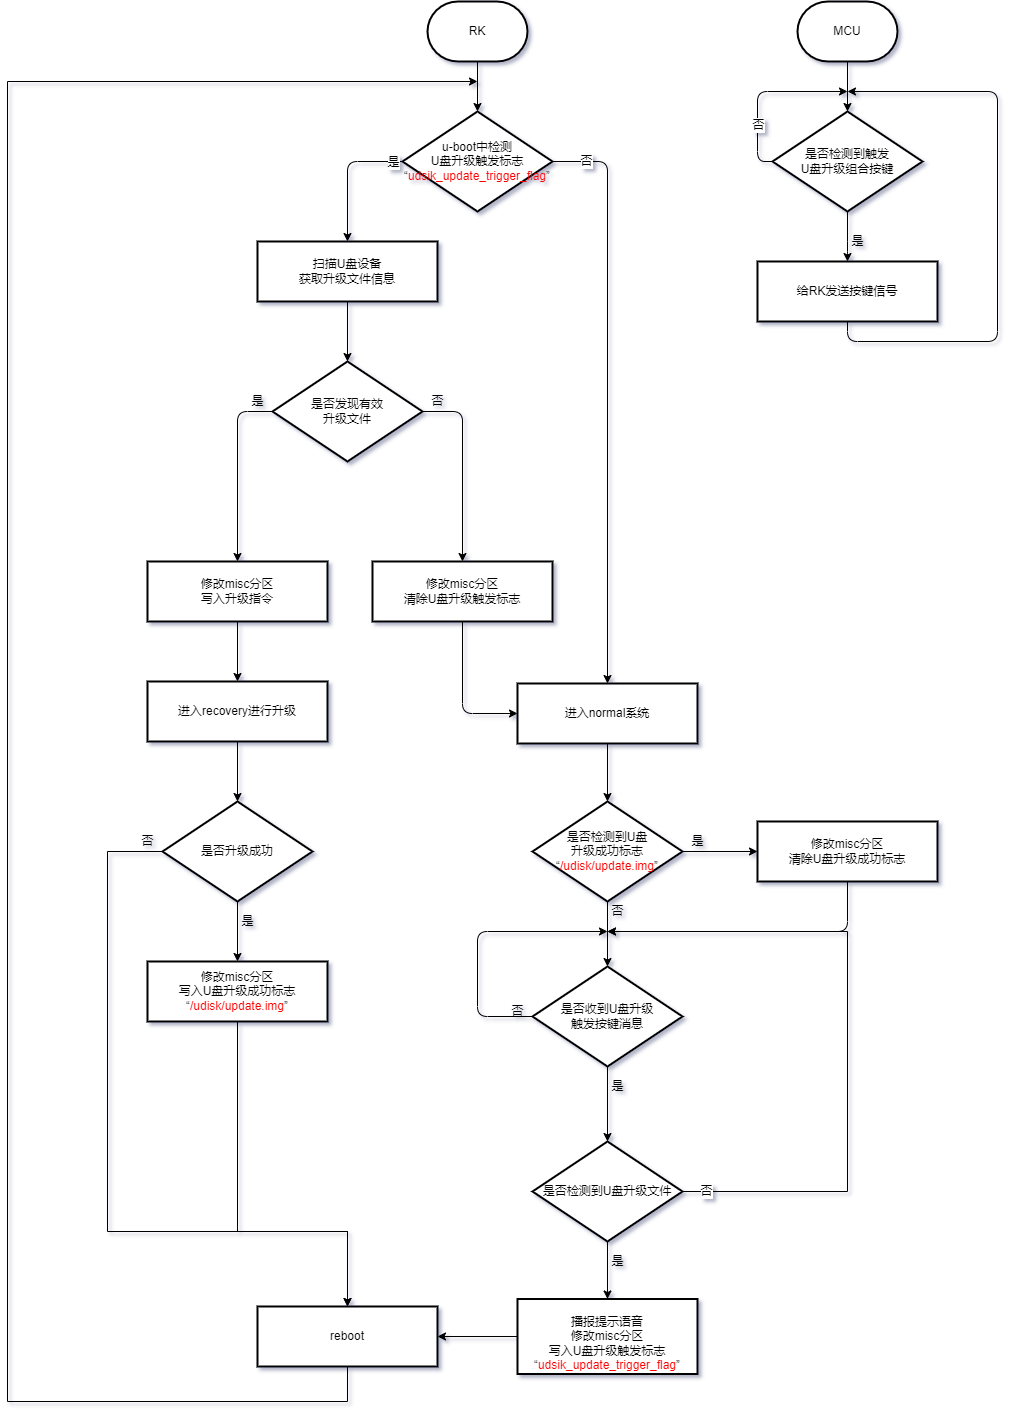 RK
MCU
u-boot中检测
U盘升级触发标志
“udsik_update_trigger_flag”
是
否
是否检测到触发
U盘升级组合按键
否
是
给RK发送按键信号
扫描U盘设备
获取升级文件信息
是否发现有效
升级文件
是
否
修改misc分区
写入升级指令
修改misc分区
清除U盘升级触发标志
进入recovery进行升级
进入normal系统
是否升级成功
否
是
是否检测到U盘
升级成功标志
“/udisk/update.img”
是
否
修改misc分区
清除U盘升级成功标志
修改misc分区
写入U盘升级成功标志
“/udisk/update.img”
是否收到U盘升级
触发按键消息
否
是
是否检测到U盘升级文件
否
是
播报提示语音
修改misc分区
写入U盘升级触发标志
“udsik_update_trigger_flag”
reboot